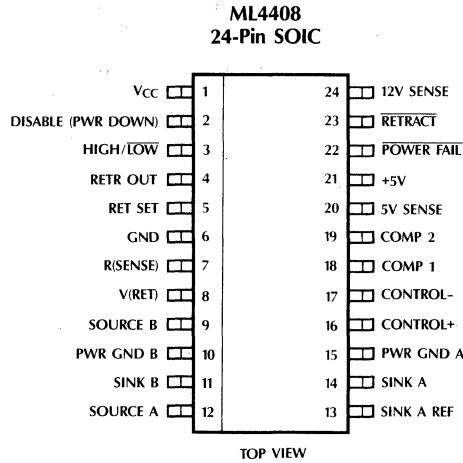 ML4408
24-Pin SOIC
VCC 1 24 12V SENSE
DISABLE (PWR DOWN) 2 23 RETRACT
HIGH/LOW 3 22 POWER FAIL
RETR OUT 4 21 +5V
RET SET 5 20 5V SENSE
GND 6 19 COMP 2
R(SENSE) 7 18 COMP 1
V(RET) 8 17 CONTROL−
SOURCE B 9 16 CONTROL+
PWR GND B 10 15 PWR GND A
SINK B 11 14 SINK A
SOURCE A 12 13 SINK A REF
TOP VIEW